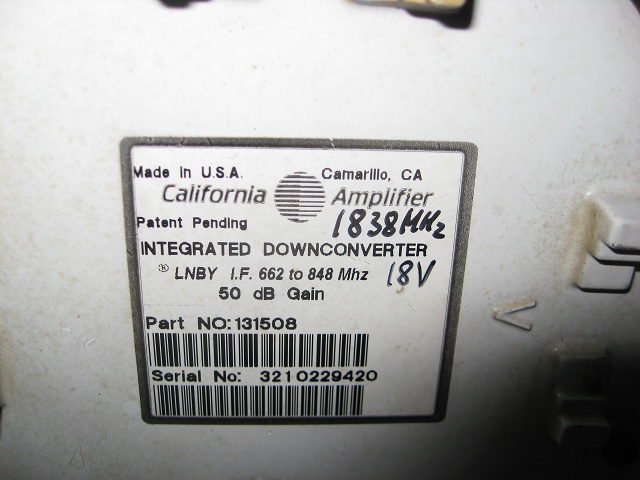 Made In U.S.A. Camarillo, CA
California Amplifier
Patent Pending 1838MHz
INTEGRATED DOWNCONVERTER
® LNBY I.F. 662 to 848 Mhz 18V
50 dB Gain
Part NO:131508
Serial No: 3210229420
V